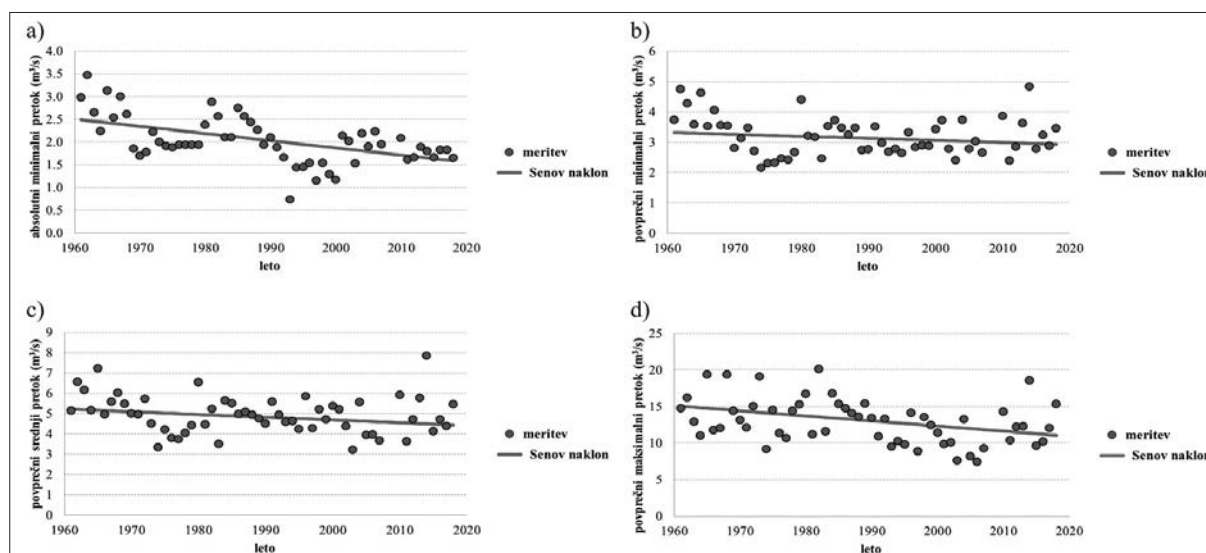 a)
absolutni minimalni pretok (m³/s)
4.0
3.5
3.0
2.5
2.0
1.5
1.0
0.5
0.0
1960 1970 1980 1990 2000 2010 2020
leto
meritev
Senov naklon
b)
povprečni minimalni pretok (m³/s)
6
5
4
3
2
1
0
1960 1970 1980 1990 2000 2010 2020
leto
meritev
Senov naklon
c)
povprečni srednji pretok (m³/s)
9
8
7
6
5
4
3
2
1
0
1960 1970 1980 1990 2000 2010 2020
leto
meritev
Senov naklon
d)
povprečni maksimalni pretok (m³/s)
25
20
15
10
5
0
1960 1970 1980 1990 2000 2010 2020
leto
meritev
Senov naklon